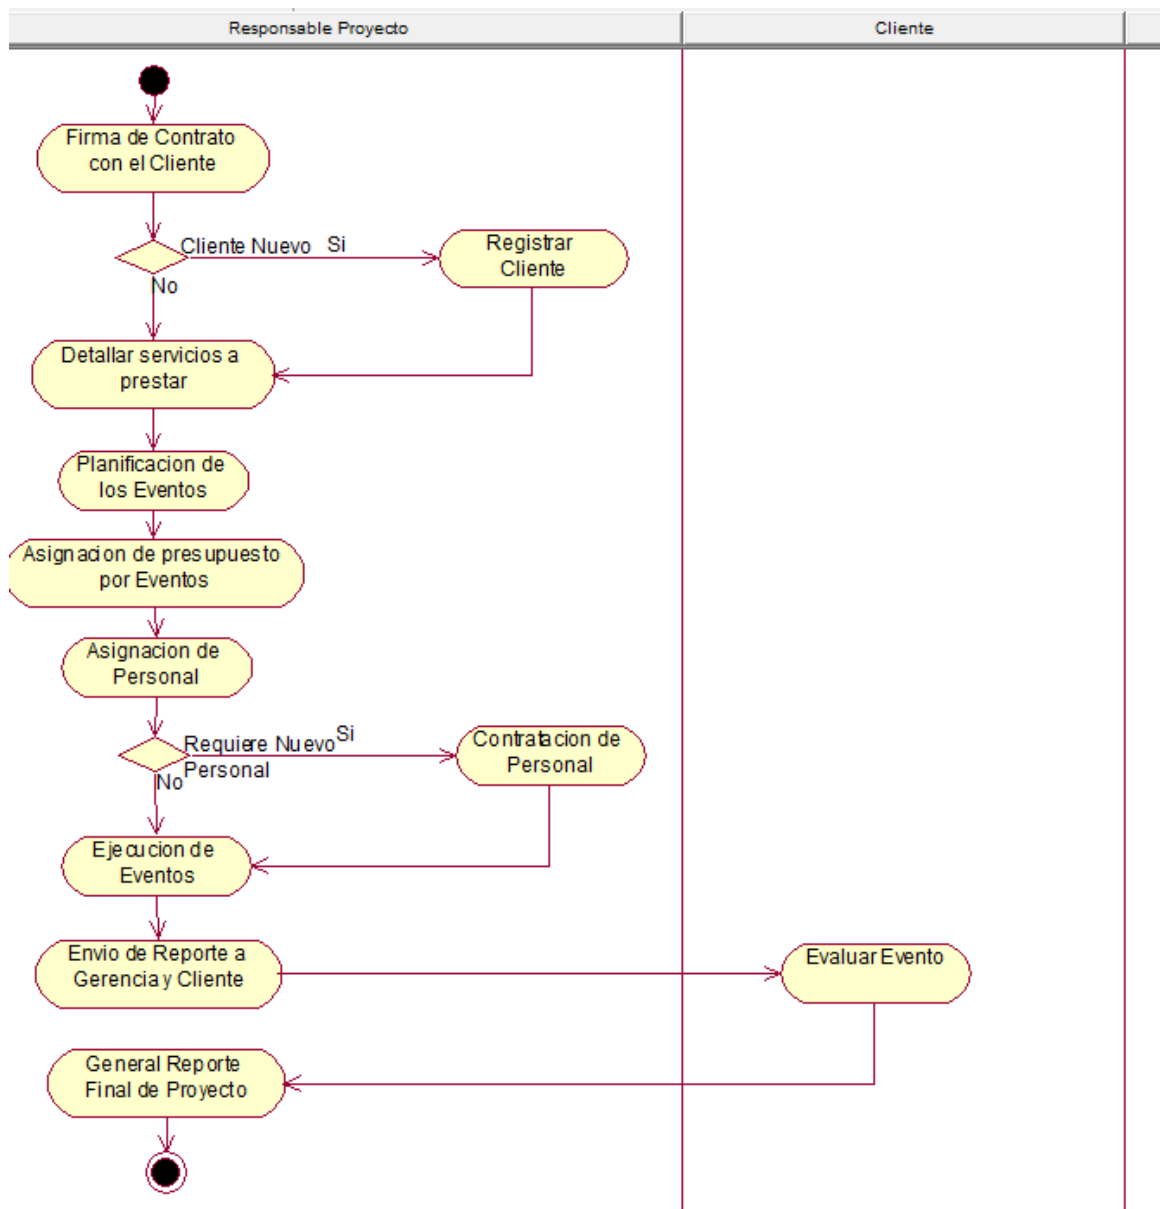 Responsable Proyecto
Cliente
Firma de Contrato
con el Cliente
Cliente Nuevo
Si
Registrar
Cliente
No
Detallar servicios a
prestar
Planificacion de
los Eventos
Asignacion de presupuesto
por Eventos
Asignacion de
Personal
Requiere Nuevo
Personal
Si
Contratacion de
Personal
No
Ejecucion de
Eventos
Envio de Reporte a
Gerencia y Cliente
Evaluar Evento
General Reporte
Final de Proyecto